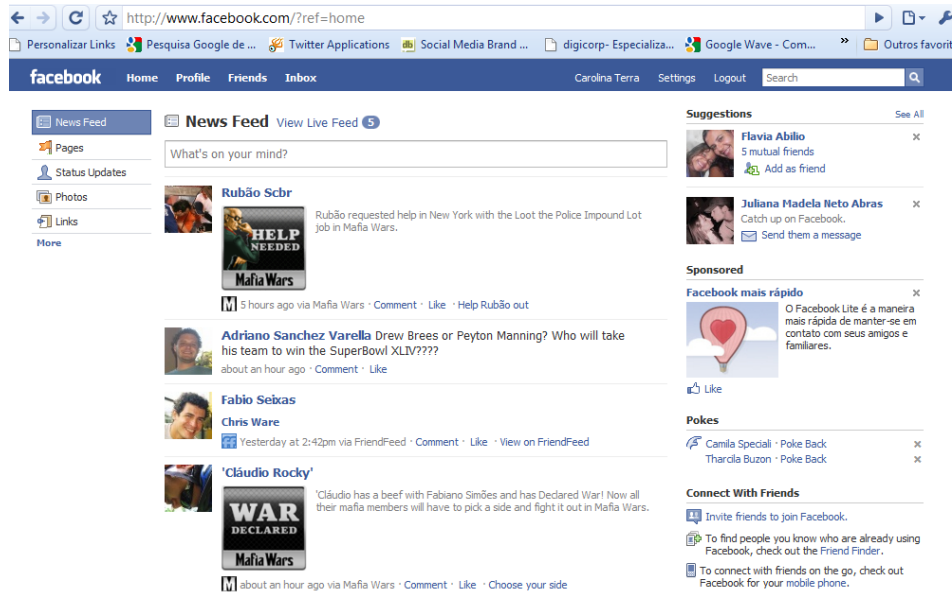 http://www.facebook.com/?ref=home
Personalizar Links
Pesquisa Google de ...
Twitter Applications
Social Media Brand ...
digicorp- Especializa...
Google Wave - Com...
»
Outros favorit
facebook
Home
Profile
Friends
Inbox
Carolina Terra
Settings
Logout
Search
News Feed
Pages
Status Updates
Photos
Links
More
News Feed
View Live Feed 5
What's on your mind?
Rubão Scbr
HELP
NEEDED
Mafia Wars
Rubão requested help in New York with the Loot the Police Impound Lot
job in Mafia Wars.
M 5 hours ago via Mafia Wars · Comment · Like · Help Rubão out
Adriano Sanchez Varella Drew Brees or Peyton Manning? Who will take
his team to win the SuperBowl XLIV????
about an hour ago · Comment · Like
Fabio Seixas
Chris Ware
ff Yesterday at 2:42pm via FriendFeed · Comment · Like · View on FriendFeed
'Cláudio Rocky'
WAR
DECLARED
Mafia Wars
'Cláudio has a beef with Fabiano Simões and has Declared War! Now all
their mafia members will have to pick a side and fight it out in Mafia Wars.
M about an hour ago via Mafia Wars · Comment · Like · Choose your side
Suggestions
See All
Flavia Abilio
5 mutual friends
Add as friend
Juliana Madela Neto Abras
Catch up on Facebook.
Send them a message
Sponsored
Facebook mais rápido
O Facebook Lite é a maneira
mais rápida de manter-se em
contato com seus amigos e
familiares.
Like
Pokes
Camila Speciali · Poke Back
Tharcila Buzon · Poke Back
Connect With Friends
Invite friends to join Facebook.
To find people you know who are already using
Facebook, check out the Friend Finder.
To connect with friends on the go, check out
Facebook for your mobile phone.